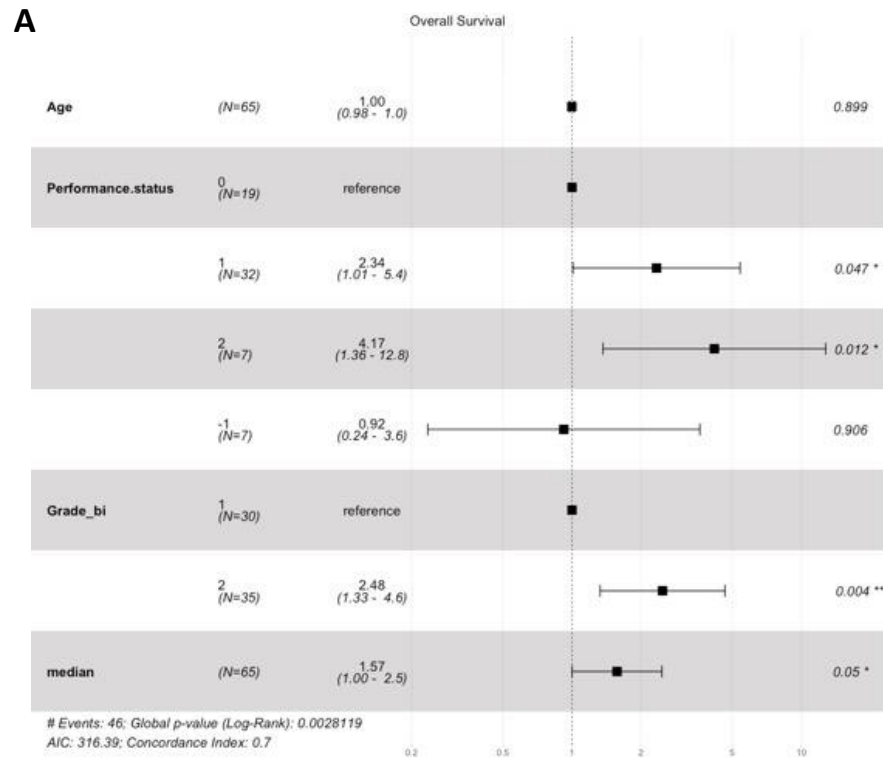 A
Overall Survival
Age (N=65) 1.00 0.899
(0.98 - 1.0)
Performance.status 0 reference
(N=19)
1 2.34 0.047 *
(N=32) (1.01 - 5.4)
2 4.17 0.012 *
(N=7) (1.36 - 12.8)
-1 0.92 0.906
(N=7) (0.24 - 3.6)
Grade_bi 1 reference
(N=30)
2 2.48 0.004 **
(N=35) (1.33 - 4.6)
median (N=65) 1.57 0.05 *
(1.00 - 2.5)
# Events: 46; Global p-value (Log-Rank): 0.0028119
AIC: 316.39; Concordance Index: 0.7
0.2 0.5 1 2 5 10